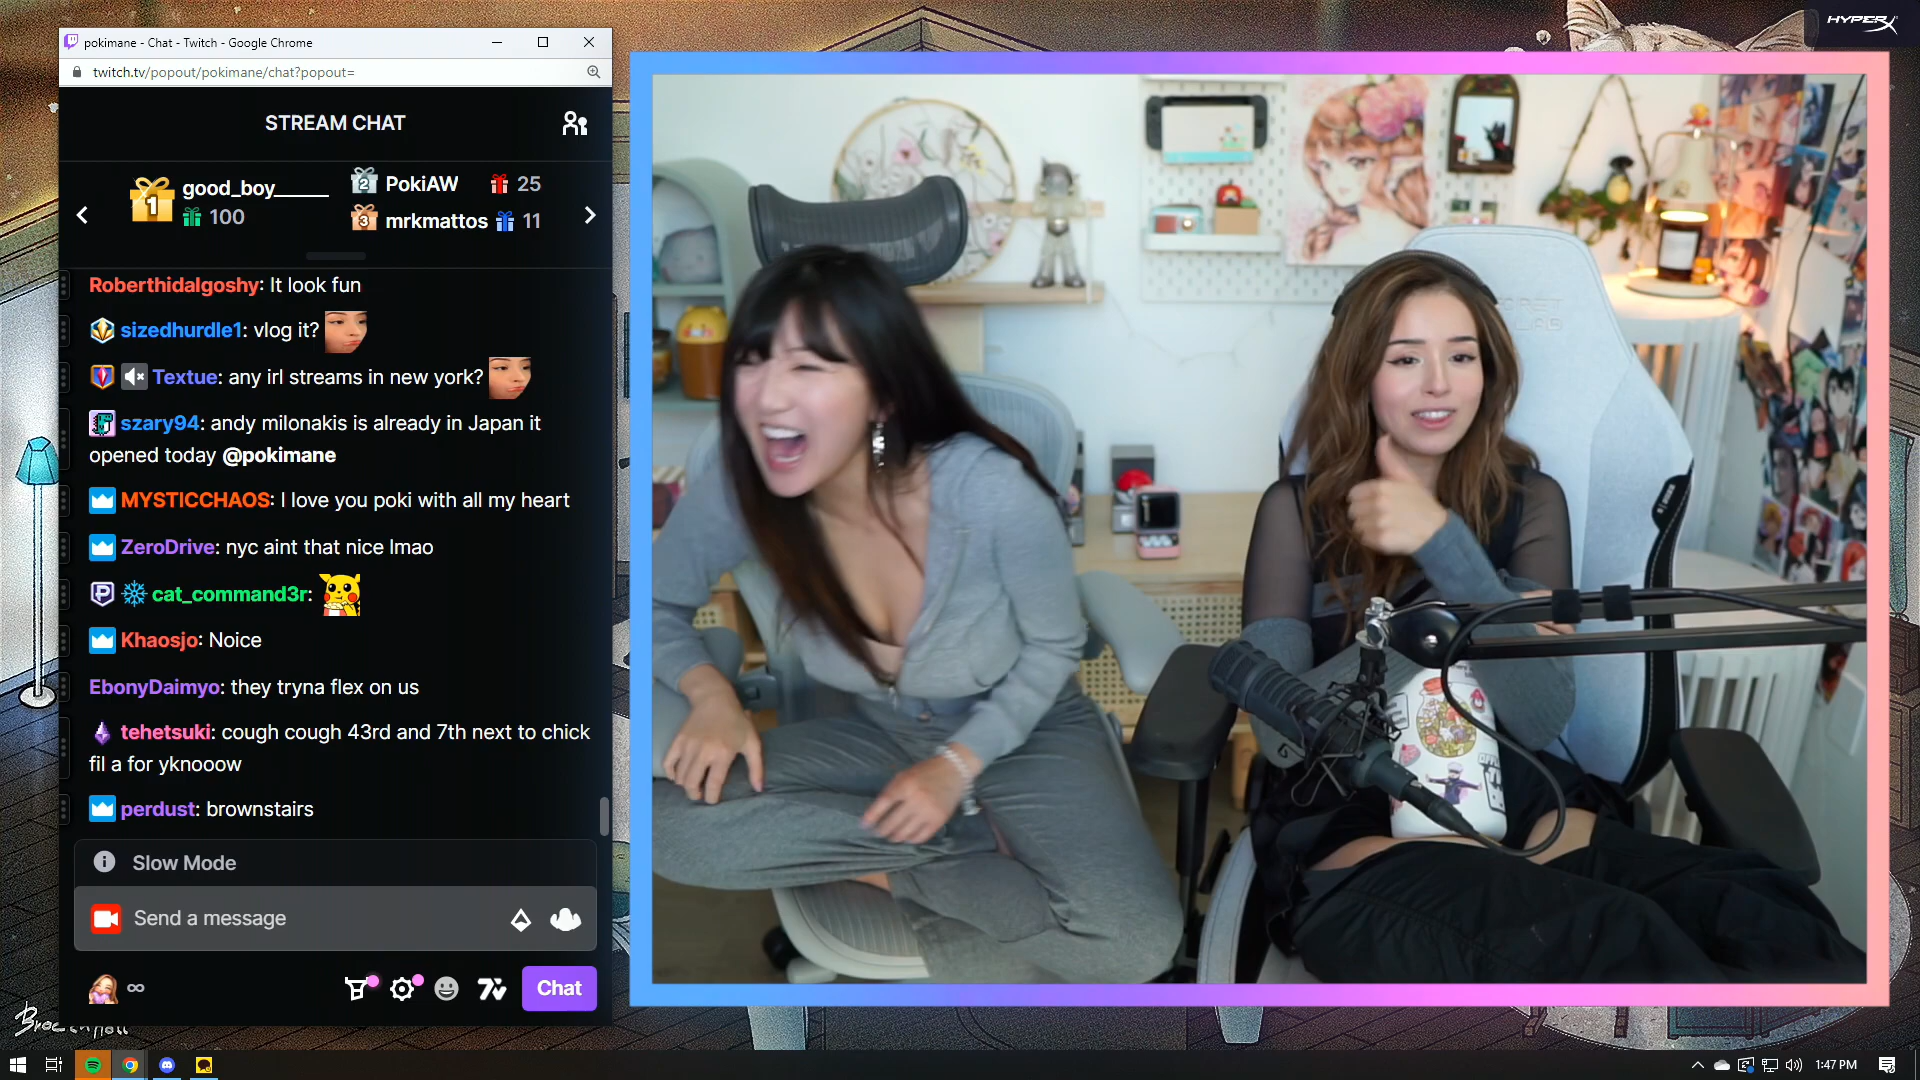 HYPERX
pokimane - Chat - Twitch - Google Chrome
twitch.tv/popout/pokimane/chat?popout=
STREAM CHAT
1 good_boy______
100
2 PokiAW 25
3 mrkmattos 11
Roberthidalgoshy: It look fun
sizedhurdle1: vlog it?
Textue: any irl streams in new york?
szary94: andy milonakis is already in Japan it
opened today @pokimane
MYSTICCHAOS: I love you poki with all my heart
ZeroDrive: nyc aint that nice lmao
cat_command3r:
Khaosjo: Noice
EbonyDaimyo: they tryna flex on us
tehetsuki: cough cough 43rd and 7th next to chick
fil a for yknooow
perdust: brownstairs
Slow Mode
Send a message
∞
Chat
1:47 PM